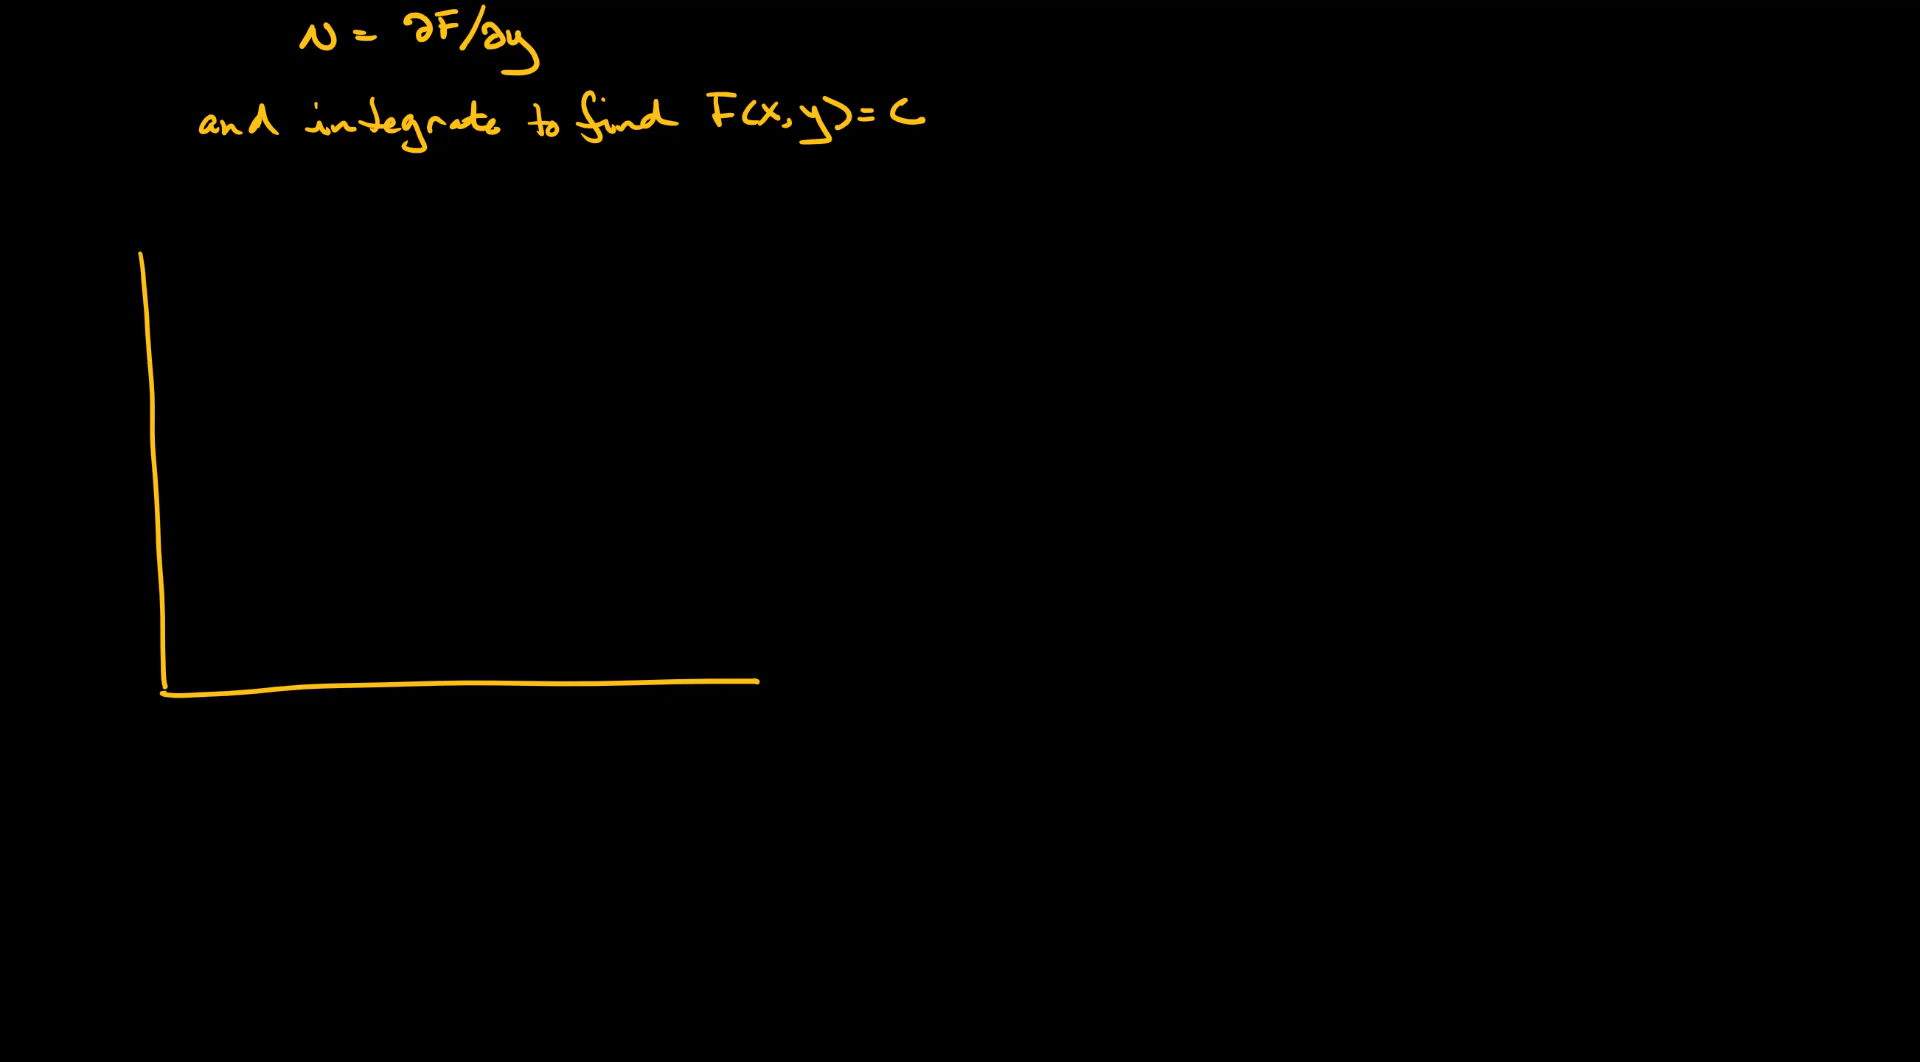 N = ∂F/∂y
and integrate to find F(x,y) = C